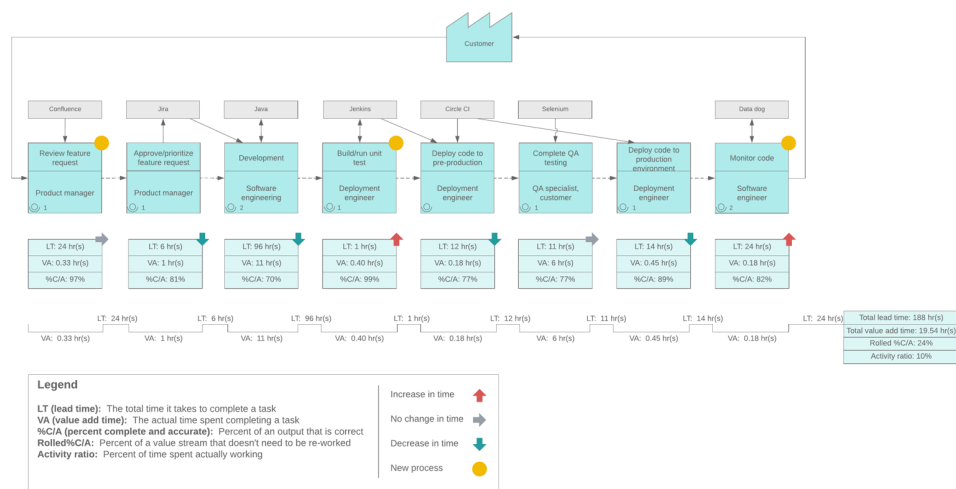 Customer
Confluence
Jira
Java
Jenkins
Circle CI
Selenium
Data dog
Review feature
request
Product manager
1
Approve/prioritize
feature request
Product manager
1
Development
Software
engineering
2
Build/run unit
test
Deployment
engineer
1
Deploy code to
pre-production
Deployment
engineer
Complete QA
testing
QA specialist,
customer
1
Deploy code to
production
environment
Deployment
engineer
1
Monitor code
Software
engineer
2
LT: 24 hr(s)
VA: 0.33 hr(s)
%C/A: 97%
LT: 6 hr(s)
VA: 1 hr(s)
%C/A: 81%
LT: 96 hr(s)
VA: 11 hr(s)
%C/A: 70%
LT: 1 hr(s)
VA: 0.40 hr(s)
%C/A: 99%
LT: 12 hr(s)
VA: 0.18 hr(s)
%C/A: 77%
LT: 11 hr(s)
VA: 6 hr(s)
%C/A: 77%
LT: 14 hr(s)
VA: 0.45 hr(s)
%C/A: 89%
LT: 24 hr(s)
VA: 0.18 hr(s)
%C/A: 82%
LT: 24 hr(s)
LT: 6 hr(s)
LT: 96 hr(s)
LT: 1 hr(s)
LT: 12 hr(s)
LT: 11 hr(s)
LT: 14 hr(s)
LT: 24 hr(s)
VA: 0.33 hr(s)
VA: 1 hr(s)
VA: 11 hr(s)
VA: 0.40 hr(s)
VA: 0.18 hr(s)
VA: 6 hr(s)
VA: 0.45 hr(s)
VA: 0.18 hr(s)
Total lead time: 188 hr(s)
Total value add time: 19.54 hr(s)
Rolled %C/A: 24%
Activity ratio: 10%
Legend
LT (lead time): The total time it takes to complete a task
VA (value add time): The actual time spent completing a task
%C/A (percent complete and accurate): Percent of an output that is correct
Rolled%C/A: Percent of a value stream that doesn't need to be re-worked
Activity ratio: Percent of time spent actually working
Increase in time
No change in time
Decrease in time
New process